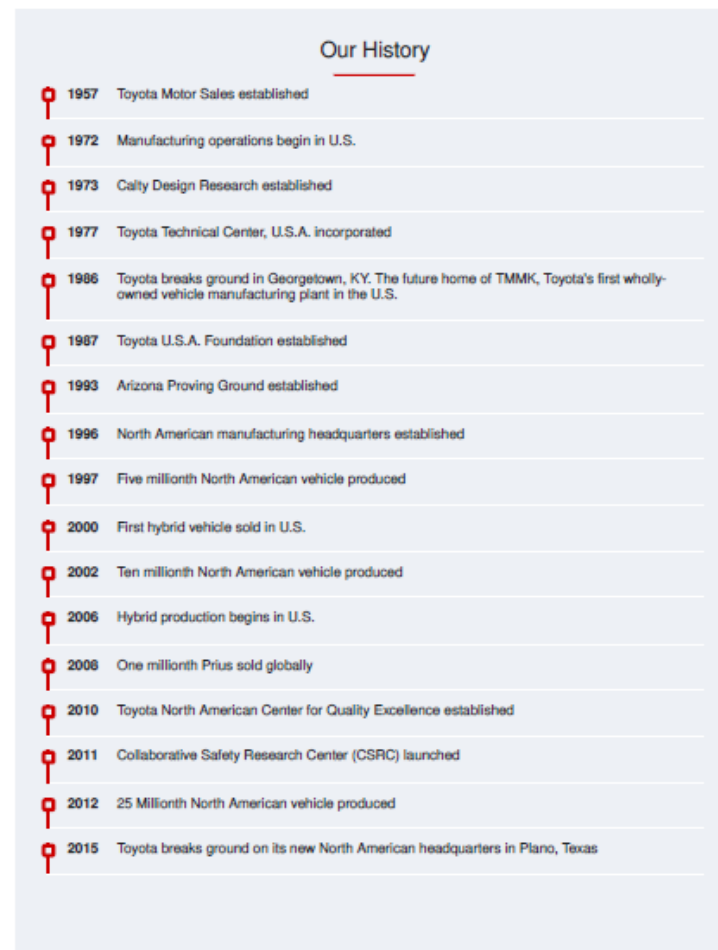 Our History
1957 Toyota Motor Sales established
1972 Manufacturing operations begin in U.S.
1973 Calty Design Research established
1977 Toyota Technical Center, U.S.A. incorporated
1986 Toyota breaks ground in Georgetown, KY. The future home of TMMK, Toyota's first wholly-
owned vehicle manufacturing plant in the U.S.
1987 Toyota U.S.A. Foundation established
1993 Arizona Proving Ground established
1996 North American manufacturing headquarters established
1997 Five millionth North American vehicle produced
2000 First hybrid vehicle sold in U.S.
2002 Ten millionth North American vehicle produced
2006 Hybrid production begins in U.S.
2008 One millionth Prius sold globally
2010 Toyota North American Center for Quality Excellence established
2011 Collaborative Safety Research Center (CSRC) launched
2012 25 Millionth North American vehicle produced
2015 Toyota breaks ground on its new North American headquarters in Plano, Texas